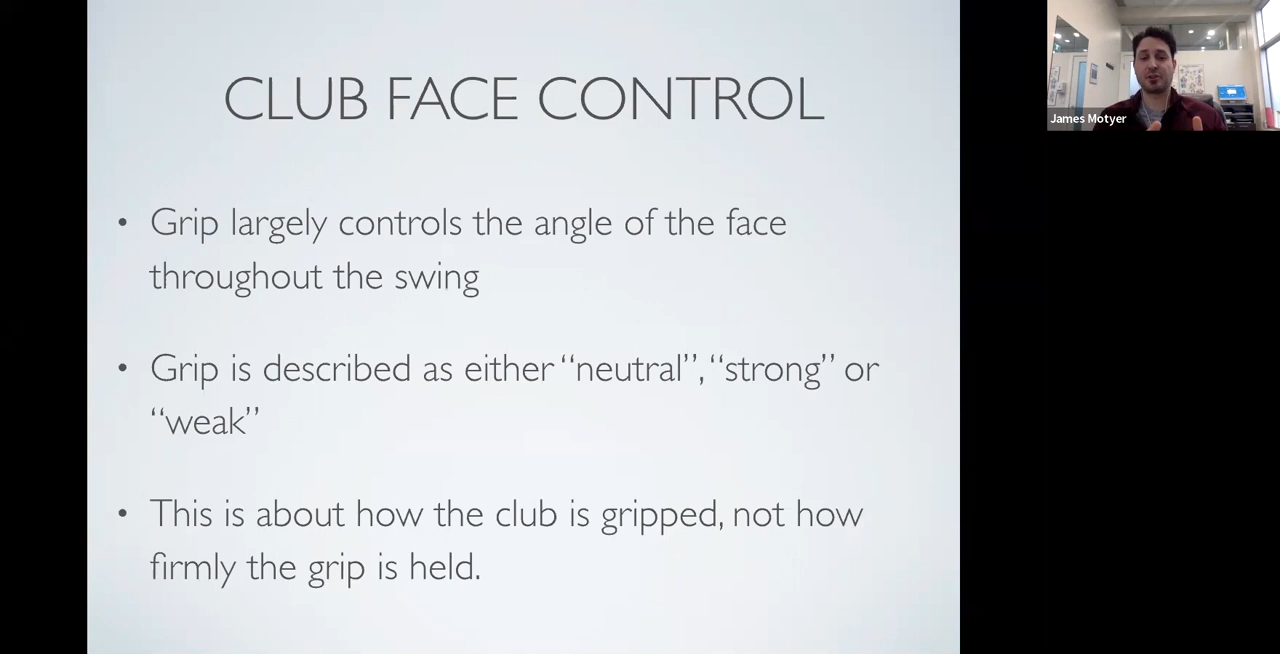 CLUB FACE CONTROL
• Grip largely controls the angle of the face
throughout the swing
• Grip is described as either “neutral”, “strong” or
“weak”
• This is about how the club is gripped, not how
firmly the grip is held.
James Motyer